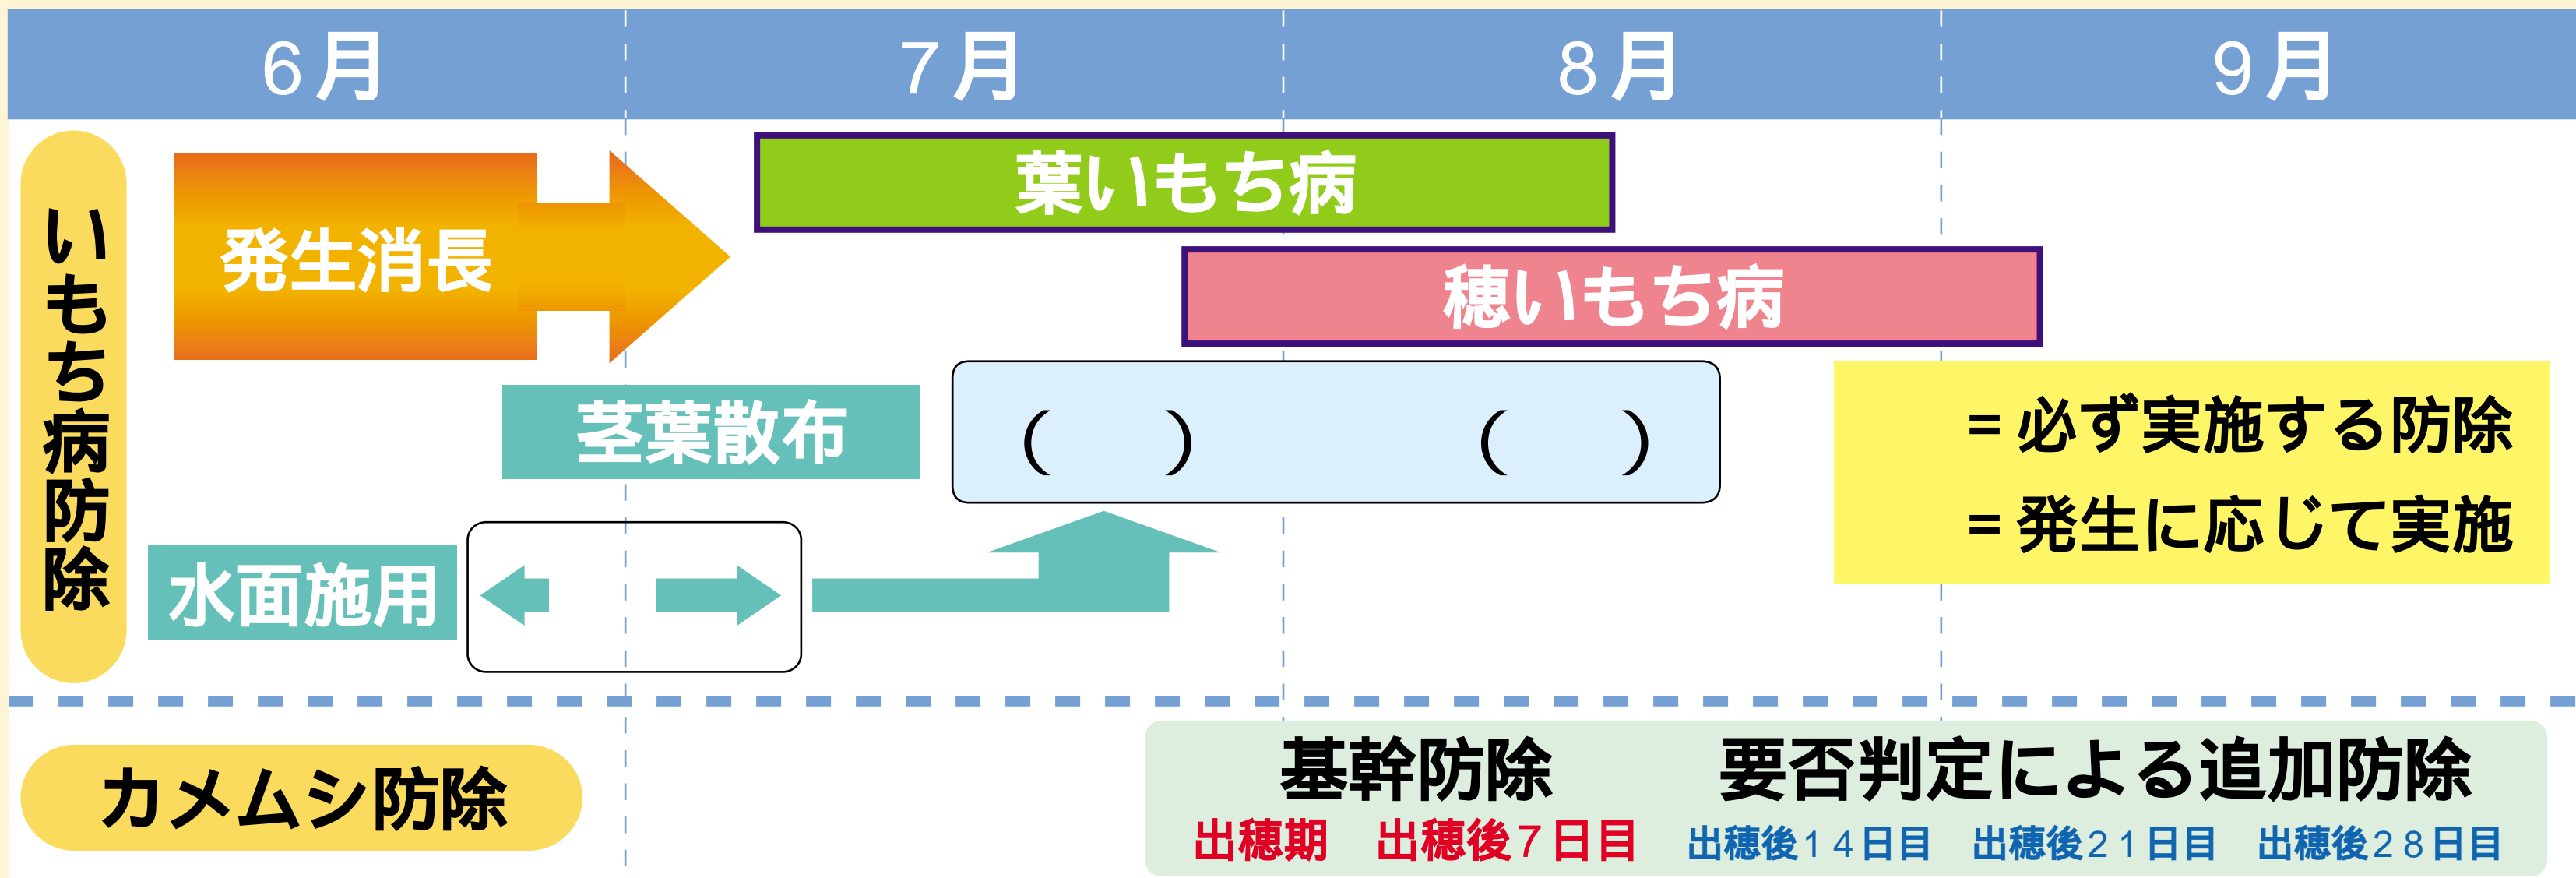 6月 7月 8月 9月
いもち病防除
発生消長
葉いもち病
穂いもち病
茎葉散布
( ) ( )
=必ず実施する防除
=発生に応じて実施
水面施用
カメムシ防除
基幹防除 要否判定による追加防除
出穂期 出穂後7日目 出穂後14日目 出穂後21日目 出穂後28日目